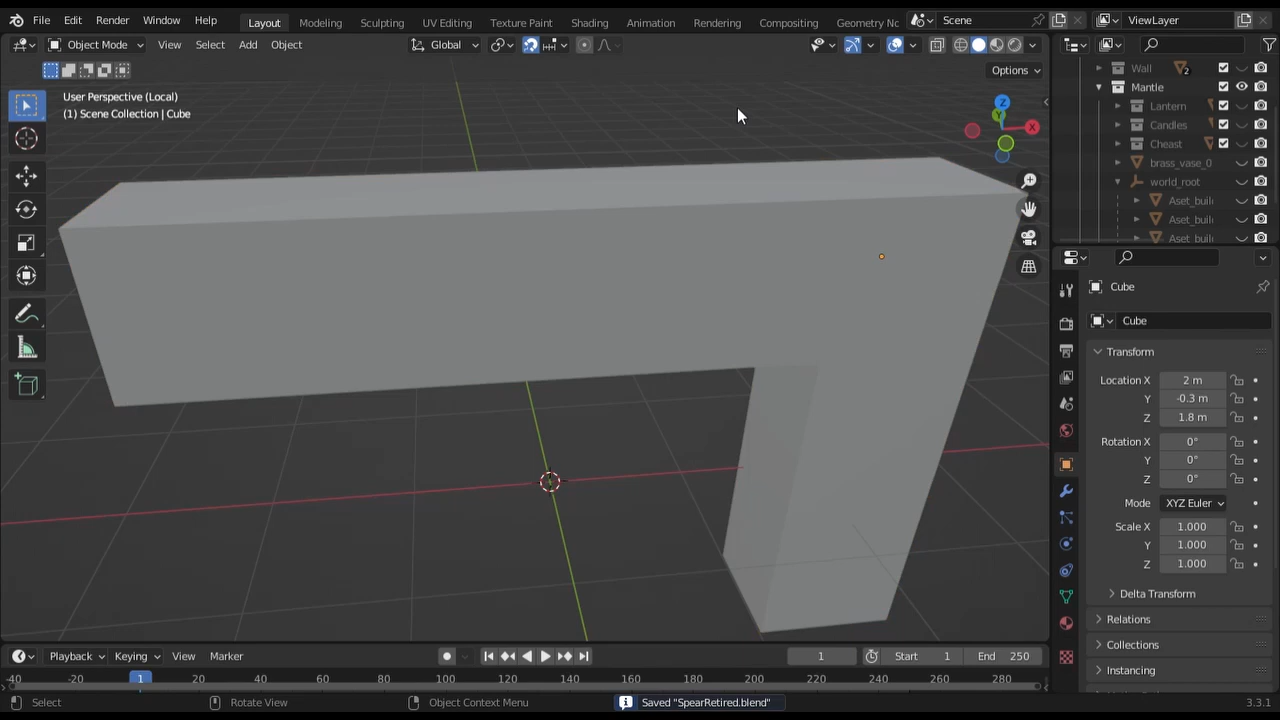 File Edit Render Window Help Layout Modeling Sculpting UV Editing Texture Paint Shading Animation Rendering Compositing Geometry Nc Scene ViewLayer
Object Mode View Select Add Object Global
Options
User Perspective (Local)
(1) Scene Collection | Cube
Z
Y
X
Wall 2
Mantle
Lantern
Candles
Cheast
brass_vase_0
world_root
Aset_buil
Aset_buil
Aset buil
Cube
Cube
Transform
Location X 2 m
Y -0.3 m
Z 1.8 m
Rotation X 0°
Y 0°
Z 0°
Mode XYZ Euler
Scale X 1.000
Y 1.000
Z 1.000
Delta Transform
Relations
Collections
Instancing
Playback Keying View Marker 1 Start 1 End 250
-40 -20 1 20 40 60 80 100 120 140 160 180 200 220 240 260 280
Select Rotate View Object Context Menu Saved "SpearRetired.blend" 3.3.1